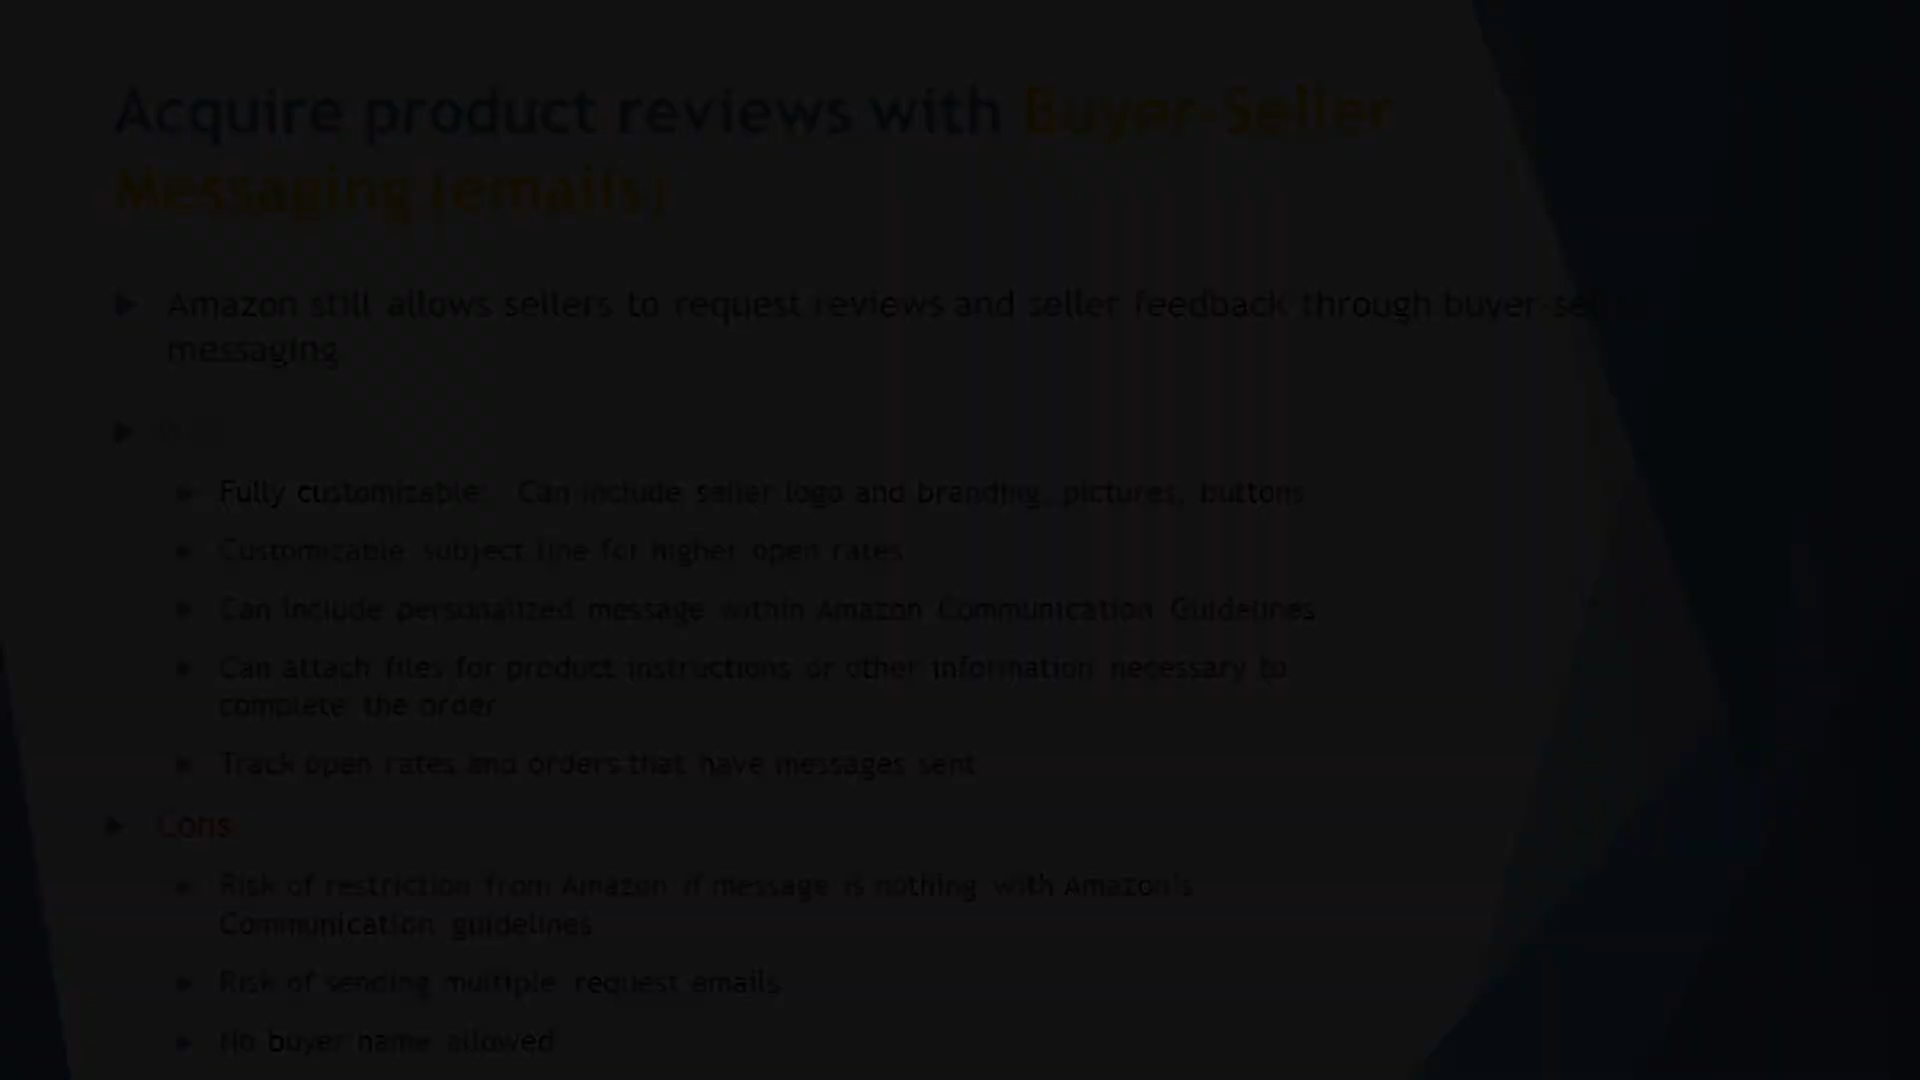 Acquire product reviews with Buyer-Seller
Messaging (emails)
Amazon still allows sellers to request reviews and seller feedback through buyer-sel
messaging
Fully customizable. Can include seller logo and branding, pictures, buttons
Customizable subject line for higher open rates
Can include personalized message within Amazon Communication Guidelines
Can attach files for product instructions or other information necessary to
complete the order
Track open rates and orders that have messages sent
Cons
Risk of restriction from Amazon if message is nothing with Amazon's
Communication guidelines
Risk of sending multiple request emails
No buyer name allowed